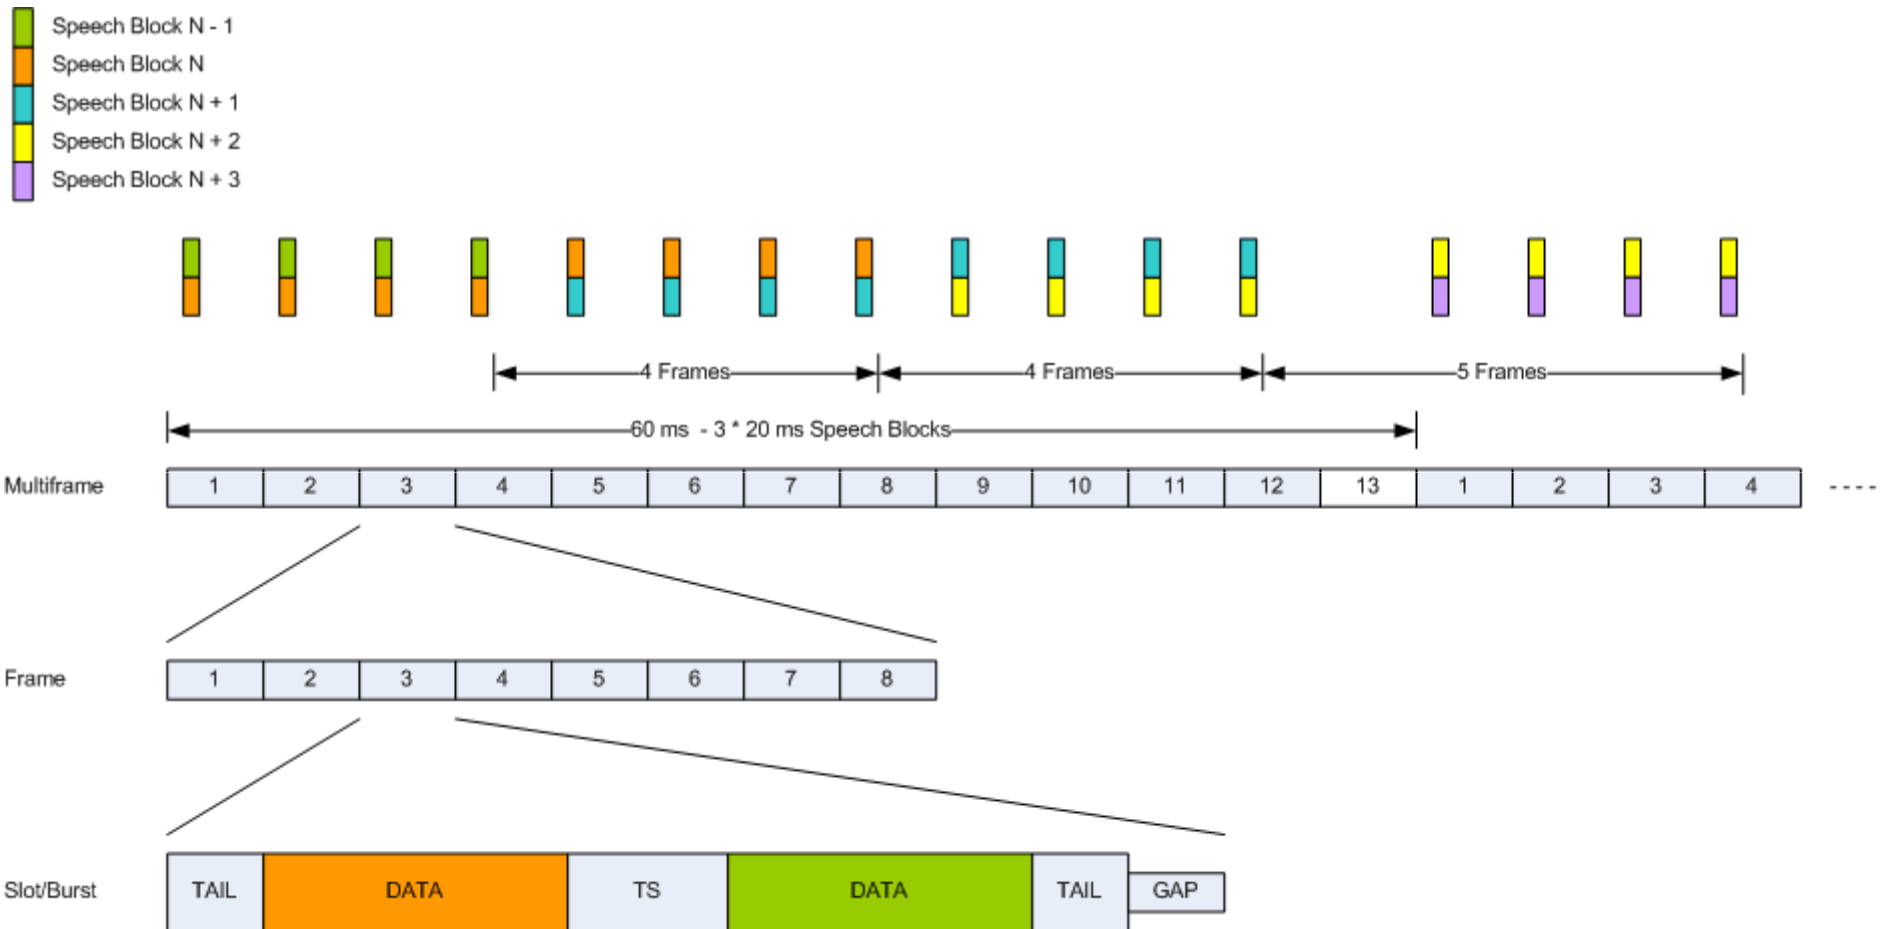 Speech Block N - 1
Speech Block N
Speech Block N + 1
Speech Block N + 2
Speech Block N + 3
4 Frames 4 Frames 5 Frames
60 ms - 3 * 20 ms Speech Blocks
Multiframe 1 2 3 4 5 6 7 8 9 10 11 12 13 1 2 3 4
Frame 1 2 3 4 5 6 7 8
Slot/Burst TAIL DATA TS DATA TAIL GAP